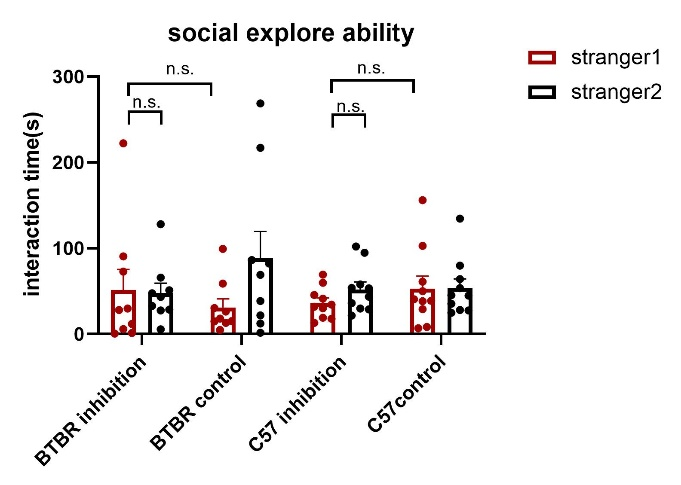 social explore ability
stranger1
stranger2
interaction time(s)
300
200
100
0
n.s.
n.s.
n.s.
n.s.
BTBR inhibition
BTBR control
C57 inhibition
C57control